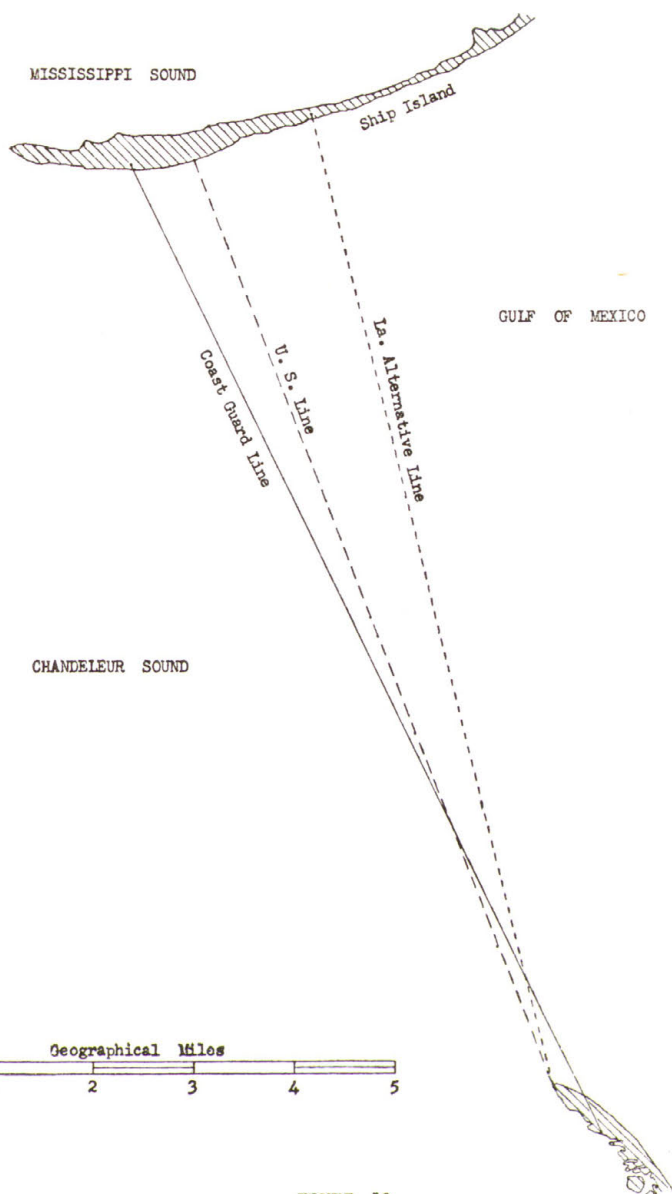 MISSISSIPPI SOUND
Ship Island
GULF OF MEXICO
La. Alternative Line
U. S. Line
Coast Guard Line
CHANDELEUR SOUND
Geographical Miles
2 3 4 5